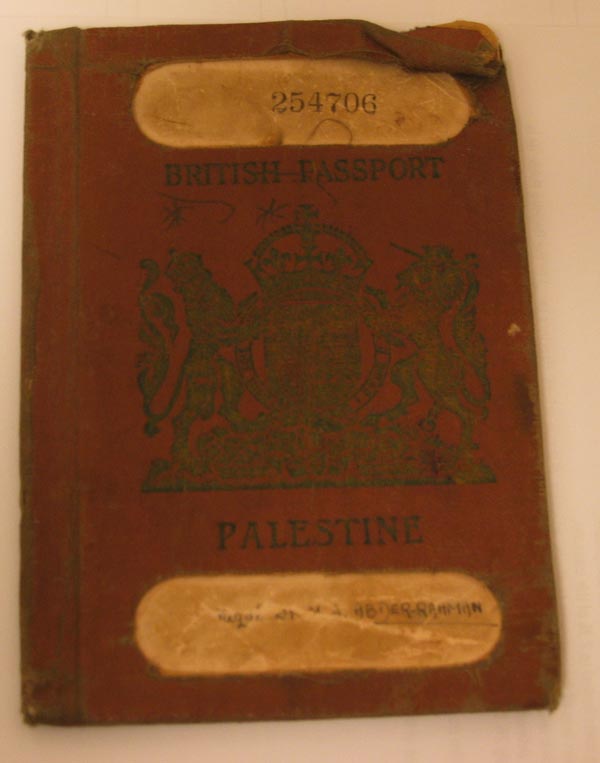 254706
BRITISH PASSPORT
PALESTINE
M. A. ABDER-RAHMAN